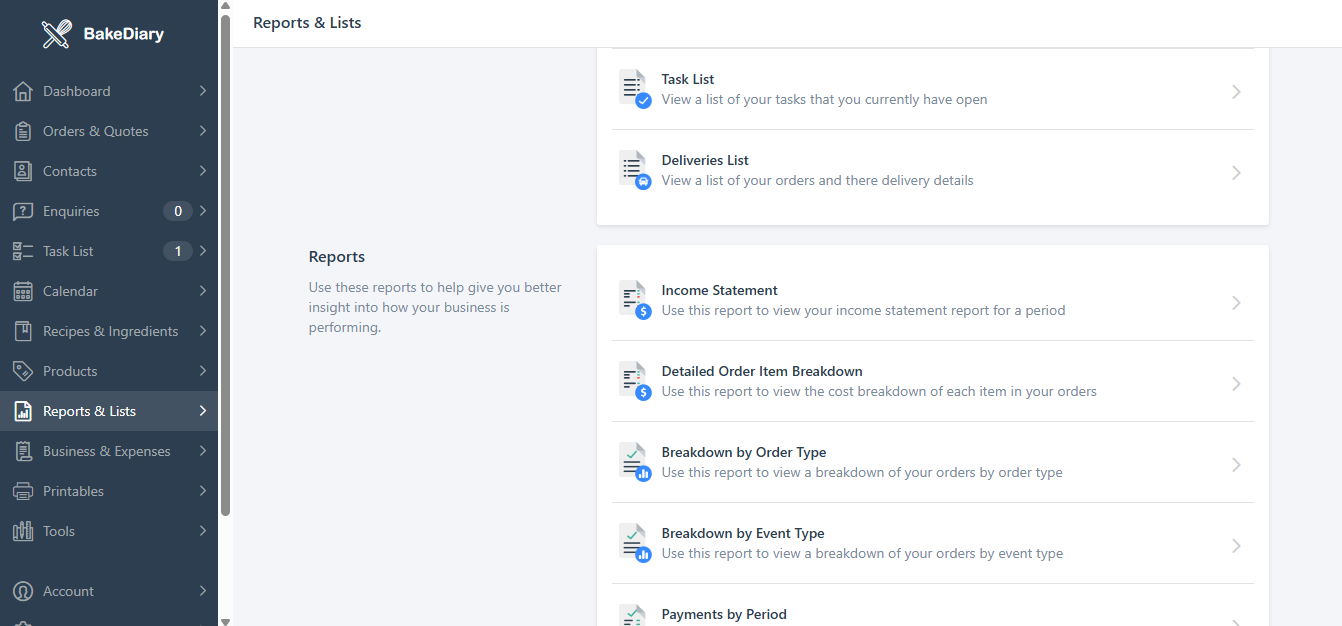 BakeDiary
Dashboard
Orders & Quotes
Contacts
Enquiries 0
Task List 1
Calendar
Recipes & Ingredients
Products
Reports & Lists
Business & Expenses
Printables
Tools
Account
Reports & Lists
Task List
View a list of your tasks that you currently have open
Deliveries List
View a list of your orders and there delivery details
Reports
Use these reports to help give you better
insight into how your business is
performing.
Income Statement
Use this report to view your income statement report for a period
Detailed Order Item Breakdown
Use this report to view the cost breakdown of each item in your orders
Breakdown by Order Type
Use this report to view a breakdown of your orders by order type
Breakdown by Event Type
Use this report to view a breakdown of your orders by event type
Payments by Period